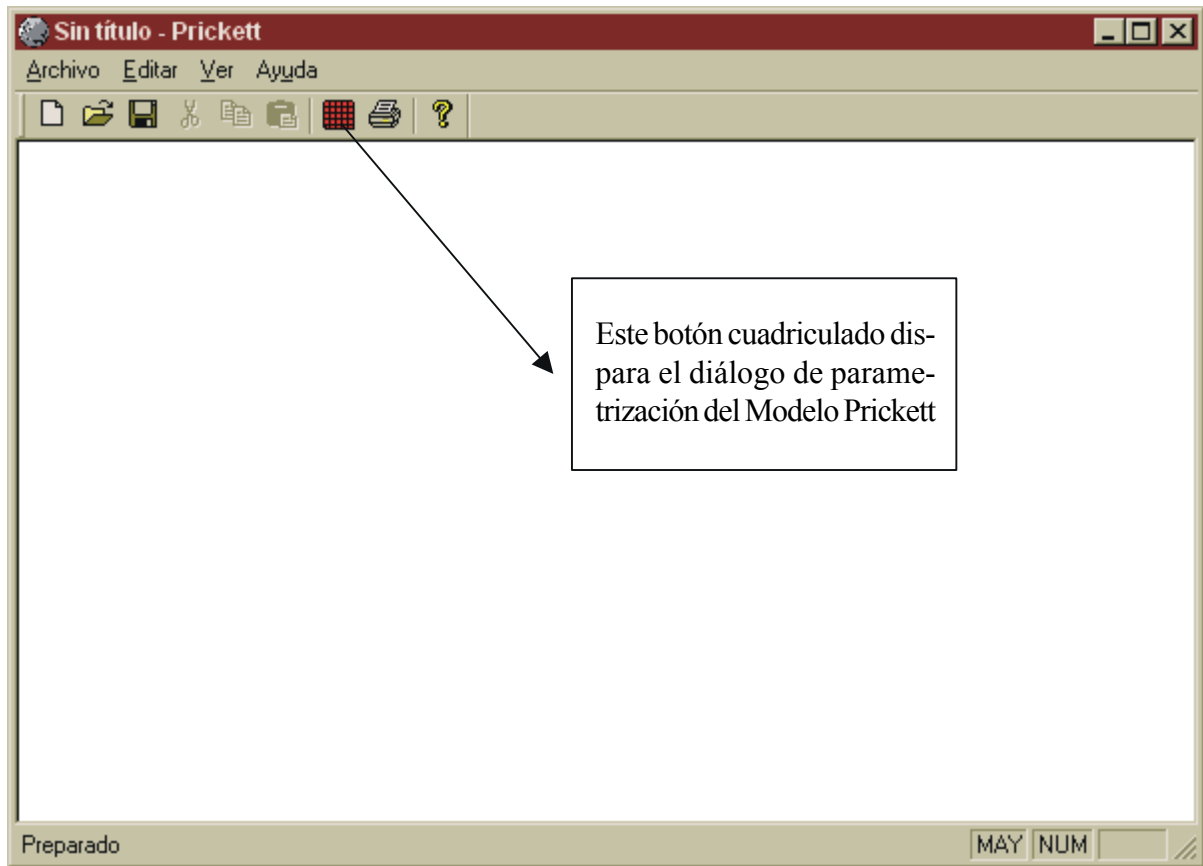 Sin título - Prickett
Archivo Editar Ver Ayuda
Este botón cuadriculado dis-
para el diálogo de parame-
trización del Modelo Prickett
Preparado MAY NUM